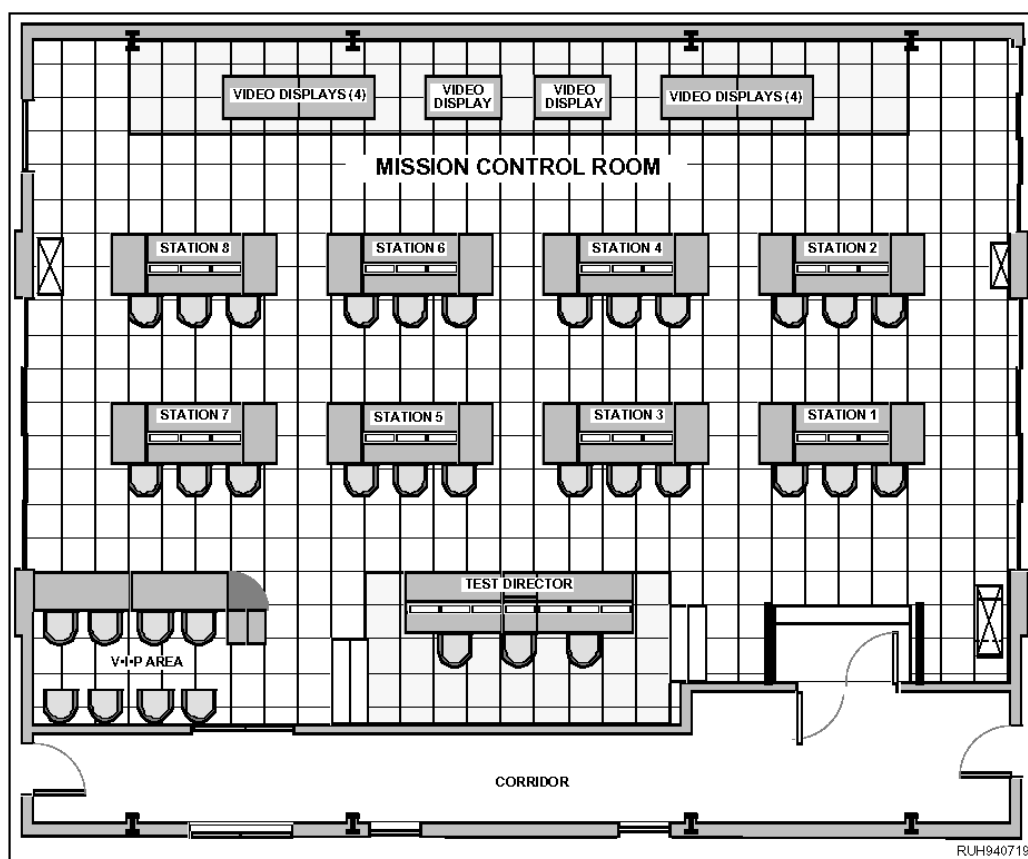 VIDEO DISPLAYS (4)
VIDEO
DISPLAY
VIDEO
DISPLAY
VIDEO DISPLAYS (4)
MISSION CONTROL ROOM
STATION 8
STATION 6
STATION 4
STATION 2
STATION 7
STATION 5
STATION 3
STATION 1
TEST DIRECTOR
V·I·P AREA
CORRIDOR
RUH940719